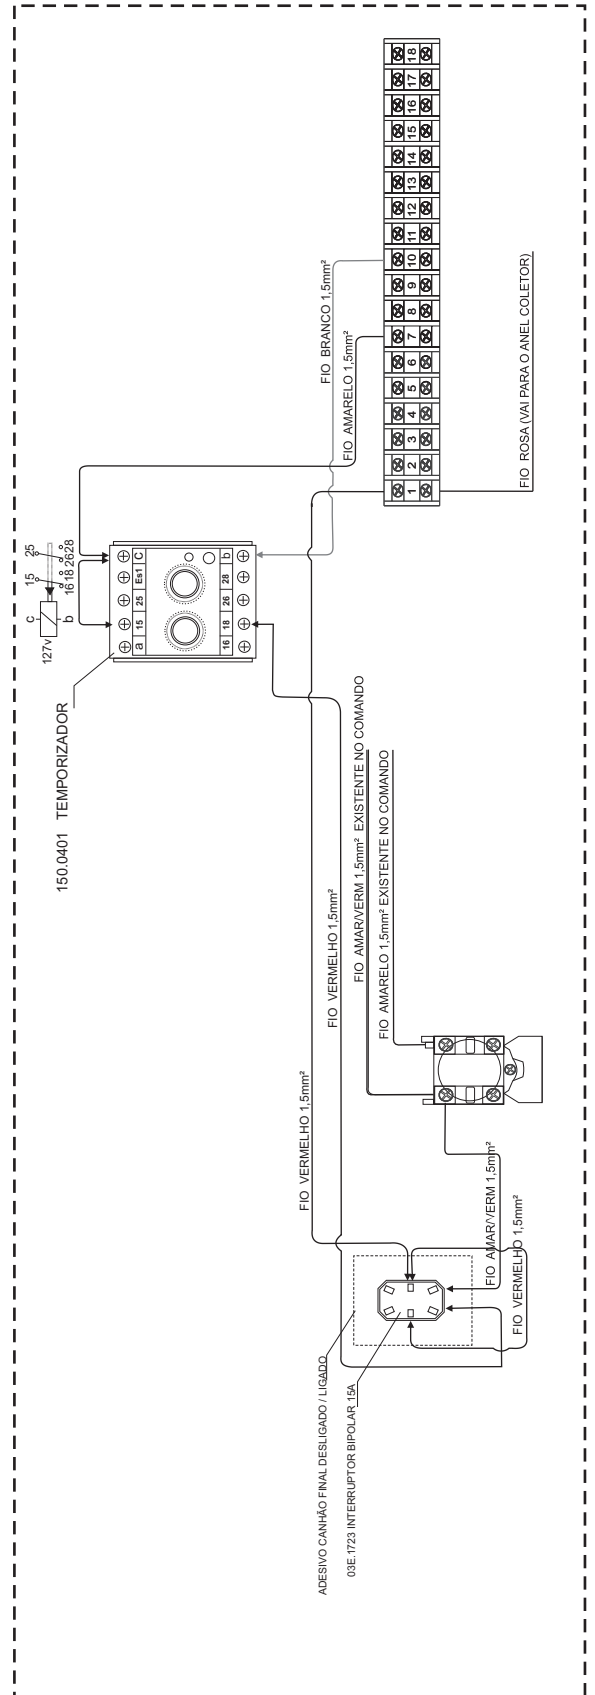 18
17
16
15
14
13
12
11
10
9
8
7
6
5
4
3
2
1
FIO BRANCO 1,5mm²
FIO AMARELO 1,5mm²
FIO ROSA (VAI PARA O ANEL COLETOR)
15 25
16 18 26 28
c b
127v
C Es1 25 15 a
b 28 26 18 16
150.0401 TEMPORIZADOR
FIO VERMELHO 1,5mm²
FIO VERMELHO 1,5mm²
FIO AMAR/VERM 1,5mm² EXISTENTE NO COMANDO
FIO AMARELO 1,5mm² EXISTENTE NO COMANDO
FIO AMAR/VERM 1,5mm²
FIO VERMELHO 1,5mm²
ADESIVO CANHÃO FINAL DESLIGADO / LIGADO
03E.1723 INTERRUPTOR BIPOLAR 15A